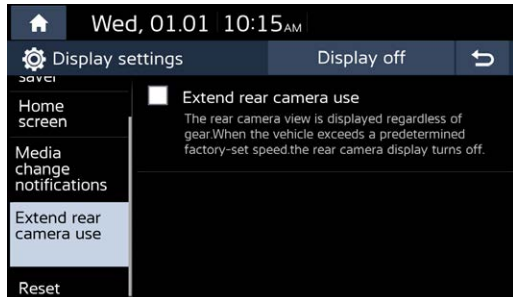 Wed, 01.01 10:15AM
Display settings
Display off
saver
Home
screen
Media
change
notifications
Extend rear
camera use
Reset
Extend rear camera use
The rear camera view is displayed regardless of
gear.When the vehicle exceeds a predetermined
factory-set speed.the rear camera display turns off.